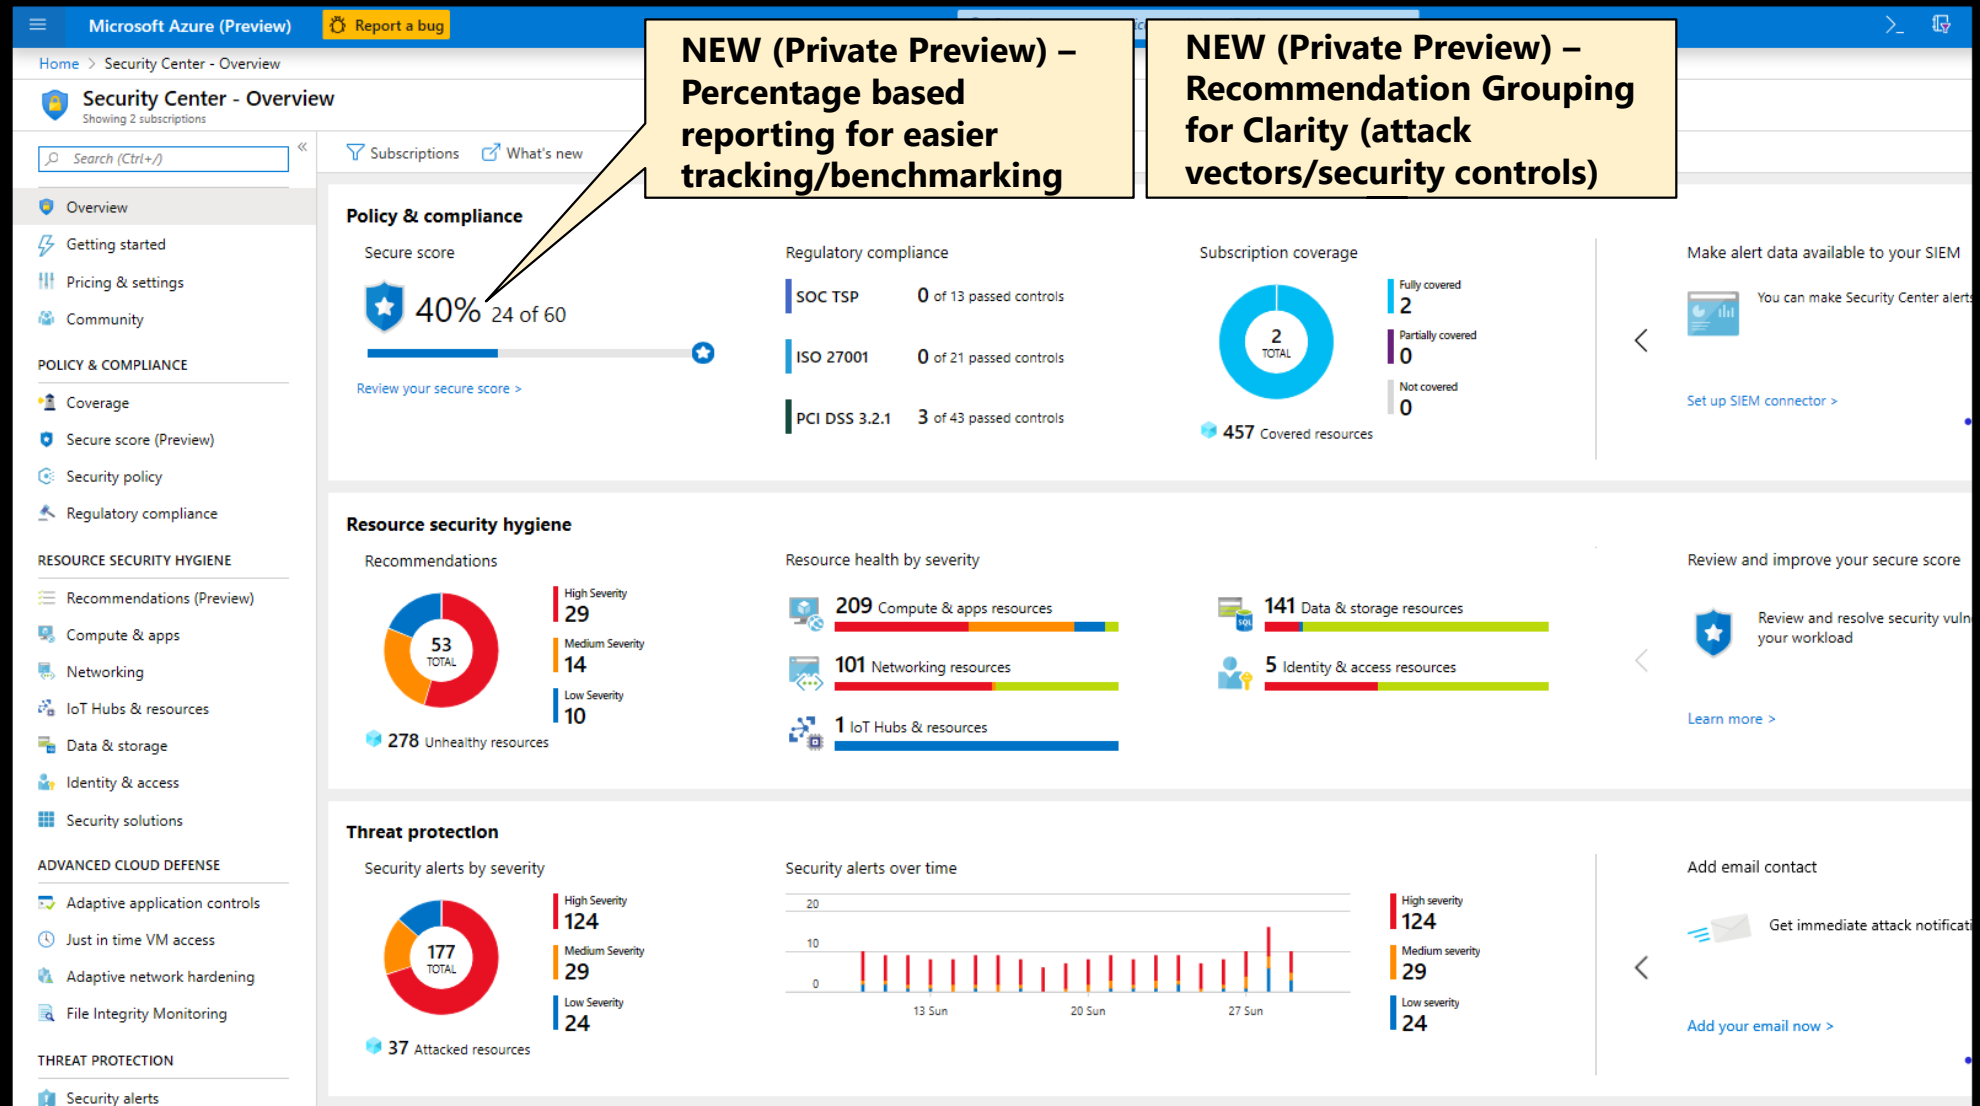 Microsoft Azure (Preview)
Report a bug
Home > Security Center - Overview
Security Center - Overview
Showing 2 subscriptions
NEW (Private Preview) –
Percentage based
reporting for easier
tracking/benchmarking
NEW (Private Preview) –
Recommendation Grouping
for Clarity (attack
vectors/security controls)
Search (Ctrl+/)
«
Subscriptions
What's new
Overview
Getting started
Pricing & settings
Community
POLICY & COMPLIANCE
Coverage
Secure score (Preview)
Security policy
Regulatory compliance
RESOURCE SECURITY HYGIENE
Recommendations (Preview)
Compute & apps
Networking
IoT Hubs & resources
Data & storage
Identity & access
Security solutions
ADVANCED CLOUD DEFENSE
Adaptive application controls
Just in time VM access
Adaptive network hardening
File Integrity Monitoring
THREAT PROTECTION
Security alerts
Policy & compliance
Secure score
40% 24 of 60
Review your secure score >
Regulatory compliance
SOC TSP 0 of 13 passed controls
ISO 27001 0 of 21 passed controls
PCI DSS 3.2.1 3 of 43 passed controls
Subscription coverage
2
TOTAL
Fully covered
2
Partially covered
0
Not covered
0
457 Covered resources
Make alert data available to your SIEM
You can make Security Center alerts
Set up SIEM connector >
Resource security hygiene
Recommendations
53
TOTAL
High Severity
29
Medium Severity
14
Low Severity
10
278 Unhealthy resources
Resource health by severity
209 Compute & apps resources
141 Data & storage resources
SQL
101 Networking resources
5 Identity & access resources
1 IoT Hubs & resources
Review and improve your secure score
Review and resolve security vuln
your workload
Learn more >
Threat protection
Security alerts by severity
177
TOTAL
High Severity
124
Medium Severity
29
Low Severity
24
37 Attacked resources
Security alerts over time
20
10
0
13 Sun
20 Sun
27 Sun
High severity
124
Medium severity
29
Low severity
24
Add email contact
Get immediate attack notificati
Add your email now >